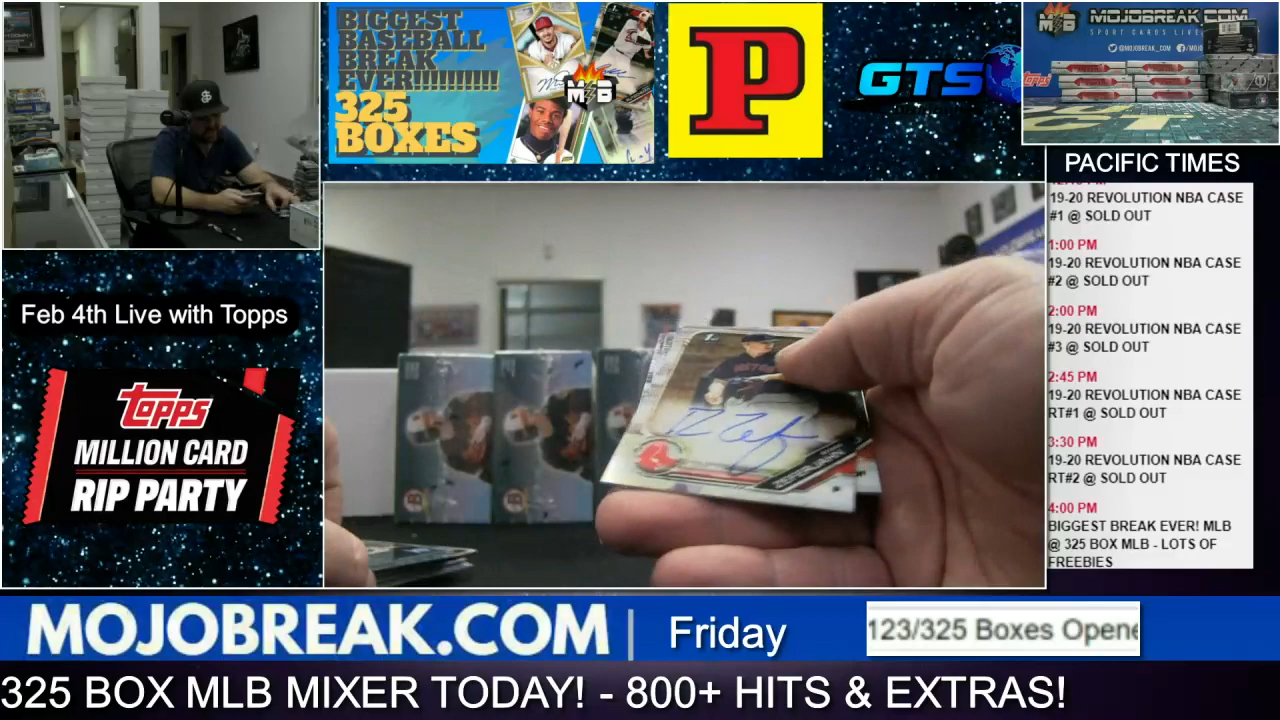 BIGGEST
BASEBALL
BREAK
EVER!!!!!!!!!!!
325
BOXES
MB
P
GTS
MOJOBREAK.COM
SPORT CARDS LIVE
@MOJOBREAK_COM
topps
PACIFIC TIMES
19-20 REVOLUTION NBA CASE
#1 @ SOLD OUT
1:00 PM
19-20 REVOLUTION NBA CASE
#2 @ SOLD OUT
2:00 PM
19-20 REVOLUTION NBA CASE
#3 @ SOLD OUT
2:45 PM
19-20 REVOLUTION NBA CASE
RT#1 @ SOLD OUT
3:30 PM
19-20 REVOLUTION NBA CASE
RT#2 @ SOLD OUT
4:00 PM
BIGGEST BREAK EVER! MLB
@ 325 BOX MLB - LOTS OF
FREEBIES
Feb 4th Live with Topps
topps
MILLION CARD
RIP PARTY
1st
MOJOBREAK.COM
Friday
123/325 Boxes Opene
325 BOX MLB MIXER TODAY! - 800+ HITS & EXTRAS!